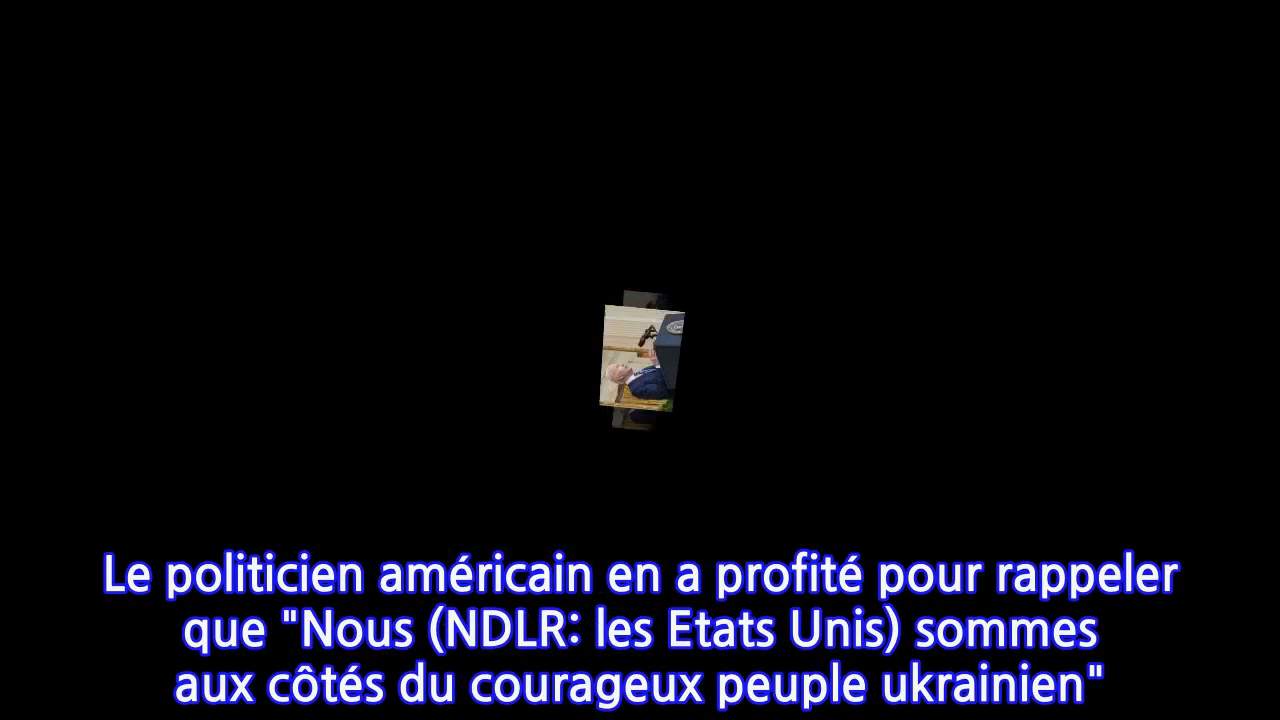 Le politicien américain en a profité pour rappeler
que "Nous (NDLR: les Etats Unis) sommes
aux côtés du courageux peuple ukrainien"